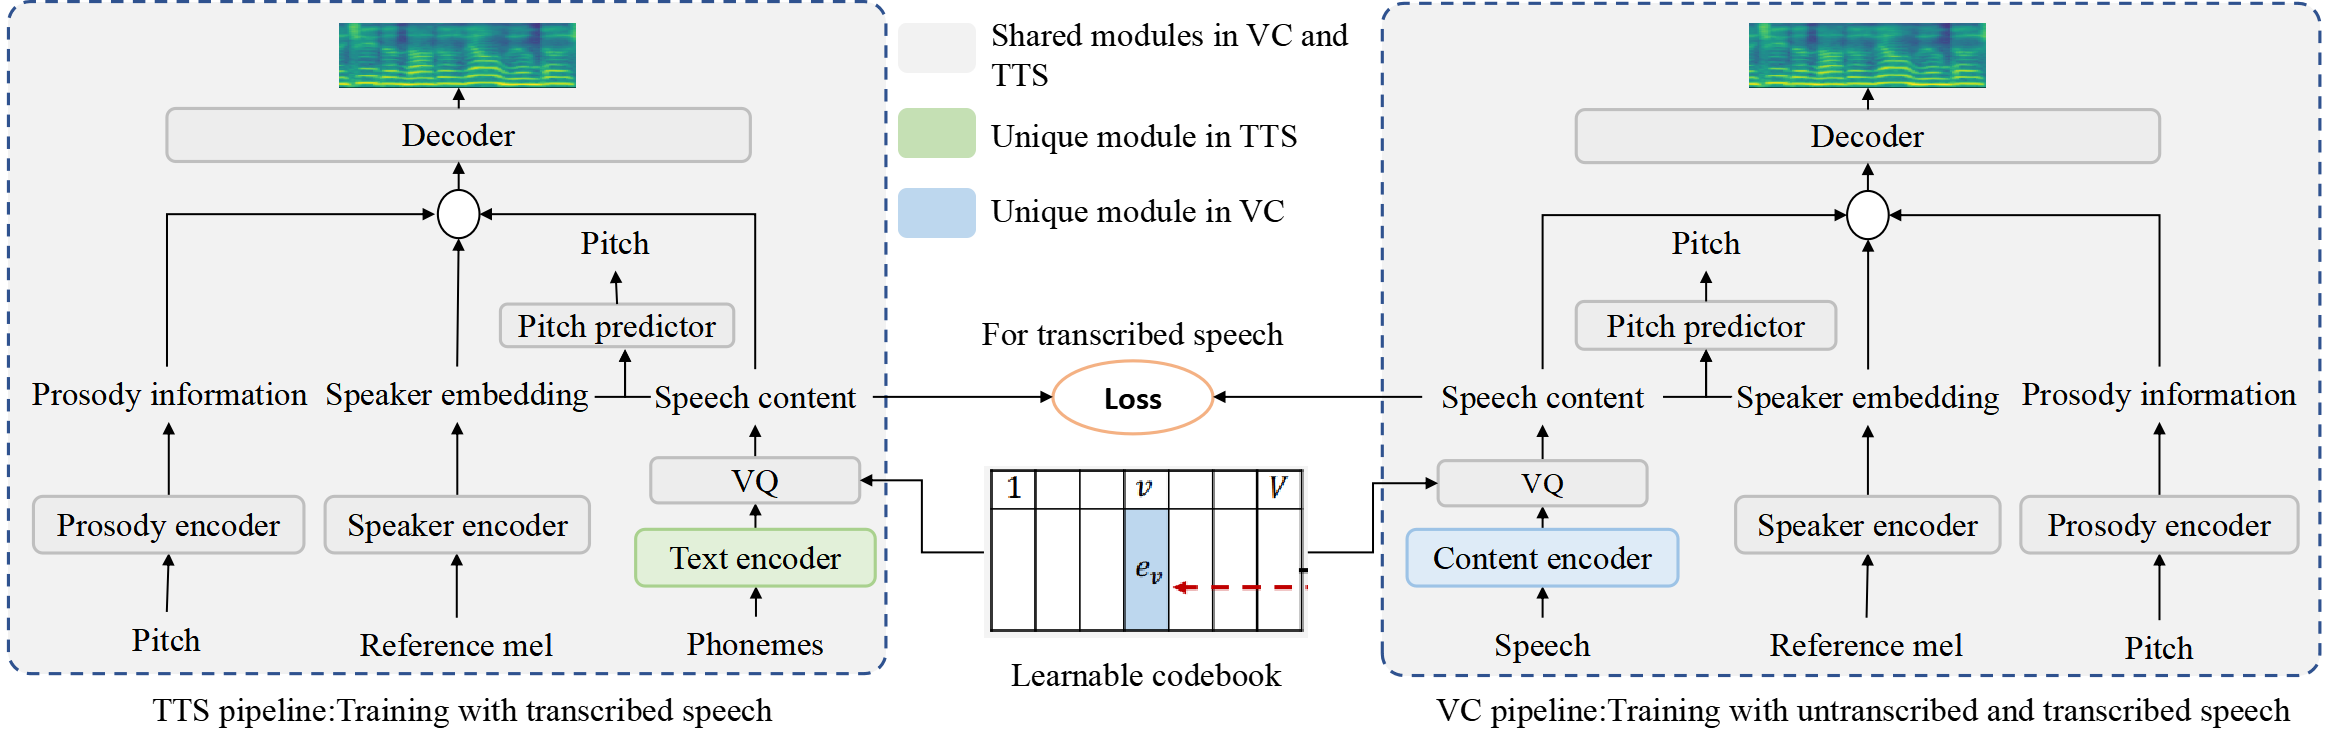 Decoder
Pitch
Pitch predictor
Prosody information
Speaker embedding
Speech content
VQ
Prosody encoder
Speaker encoder
Text encoder
Pitch
Reference mel
Phonemes
TTS pipeline:Training with transcribed speech
Shared modules in VC and
TTS
Unique module in TTS
Unique module in VC
For transcribed speech
Loss
1 v V
e_v
Learnable codebook
Decoder
Pitch
Pitch predictor
Speech content
Speaker embedding
Prosody information
VQ
Content encoder
Speaker encoder
Prosody encoder
Speech
Reference mel
Pitch
VC pipeline:Training with untranscribed and transcribed speech